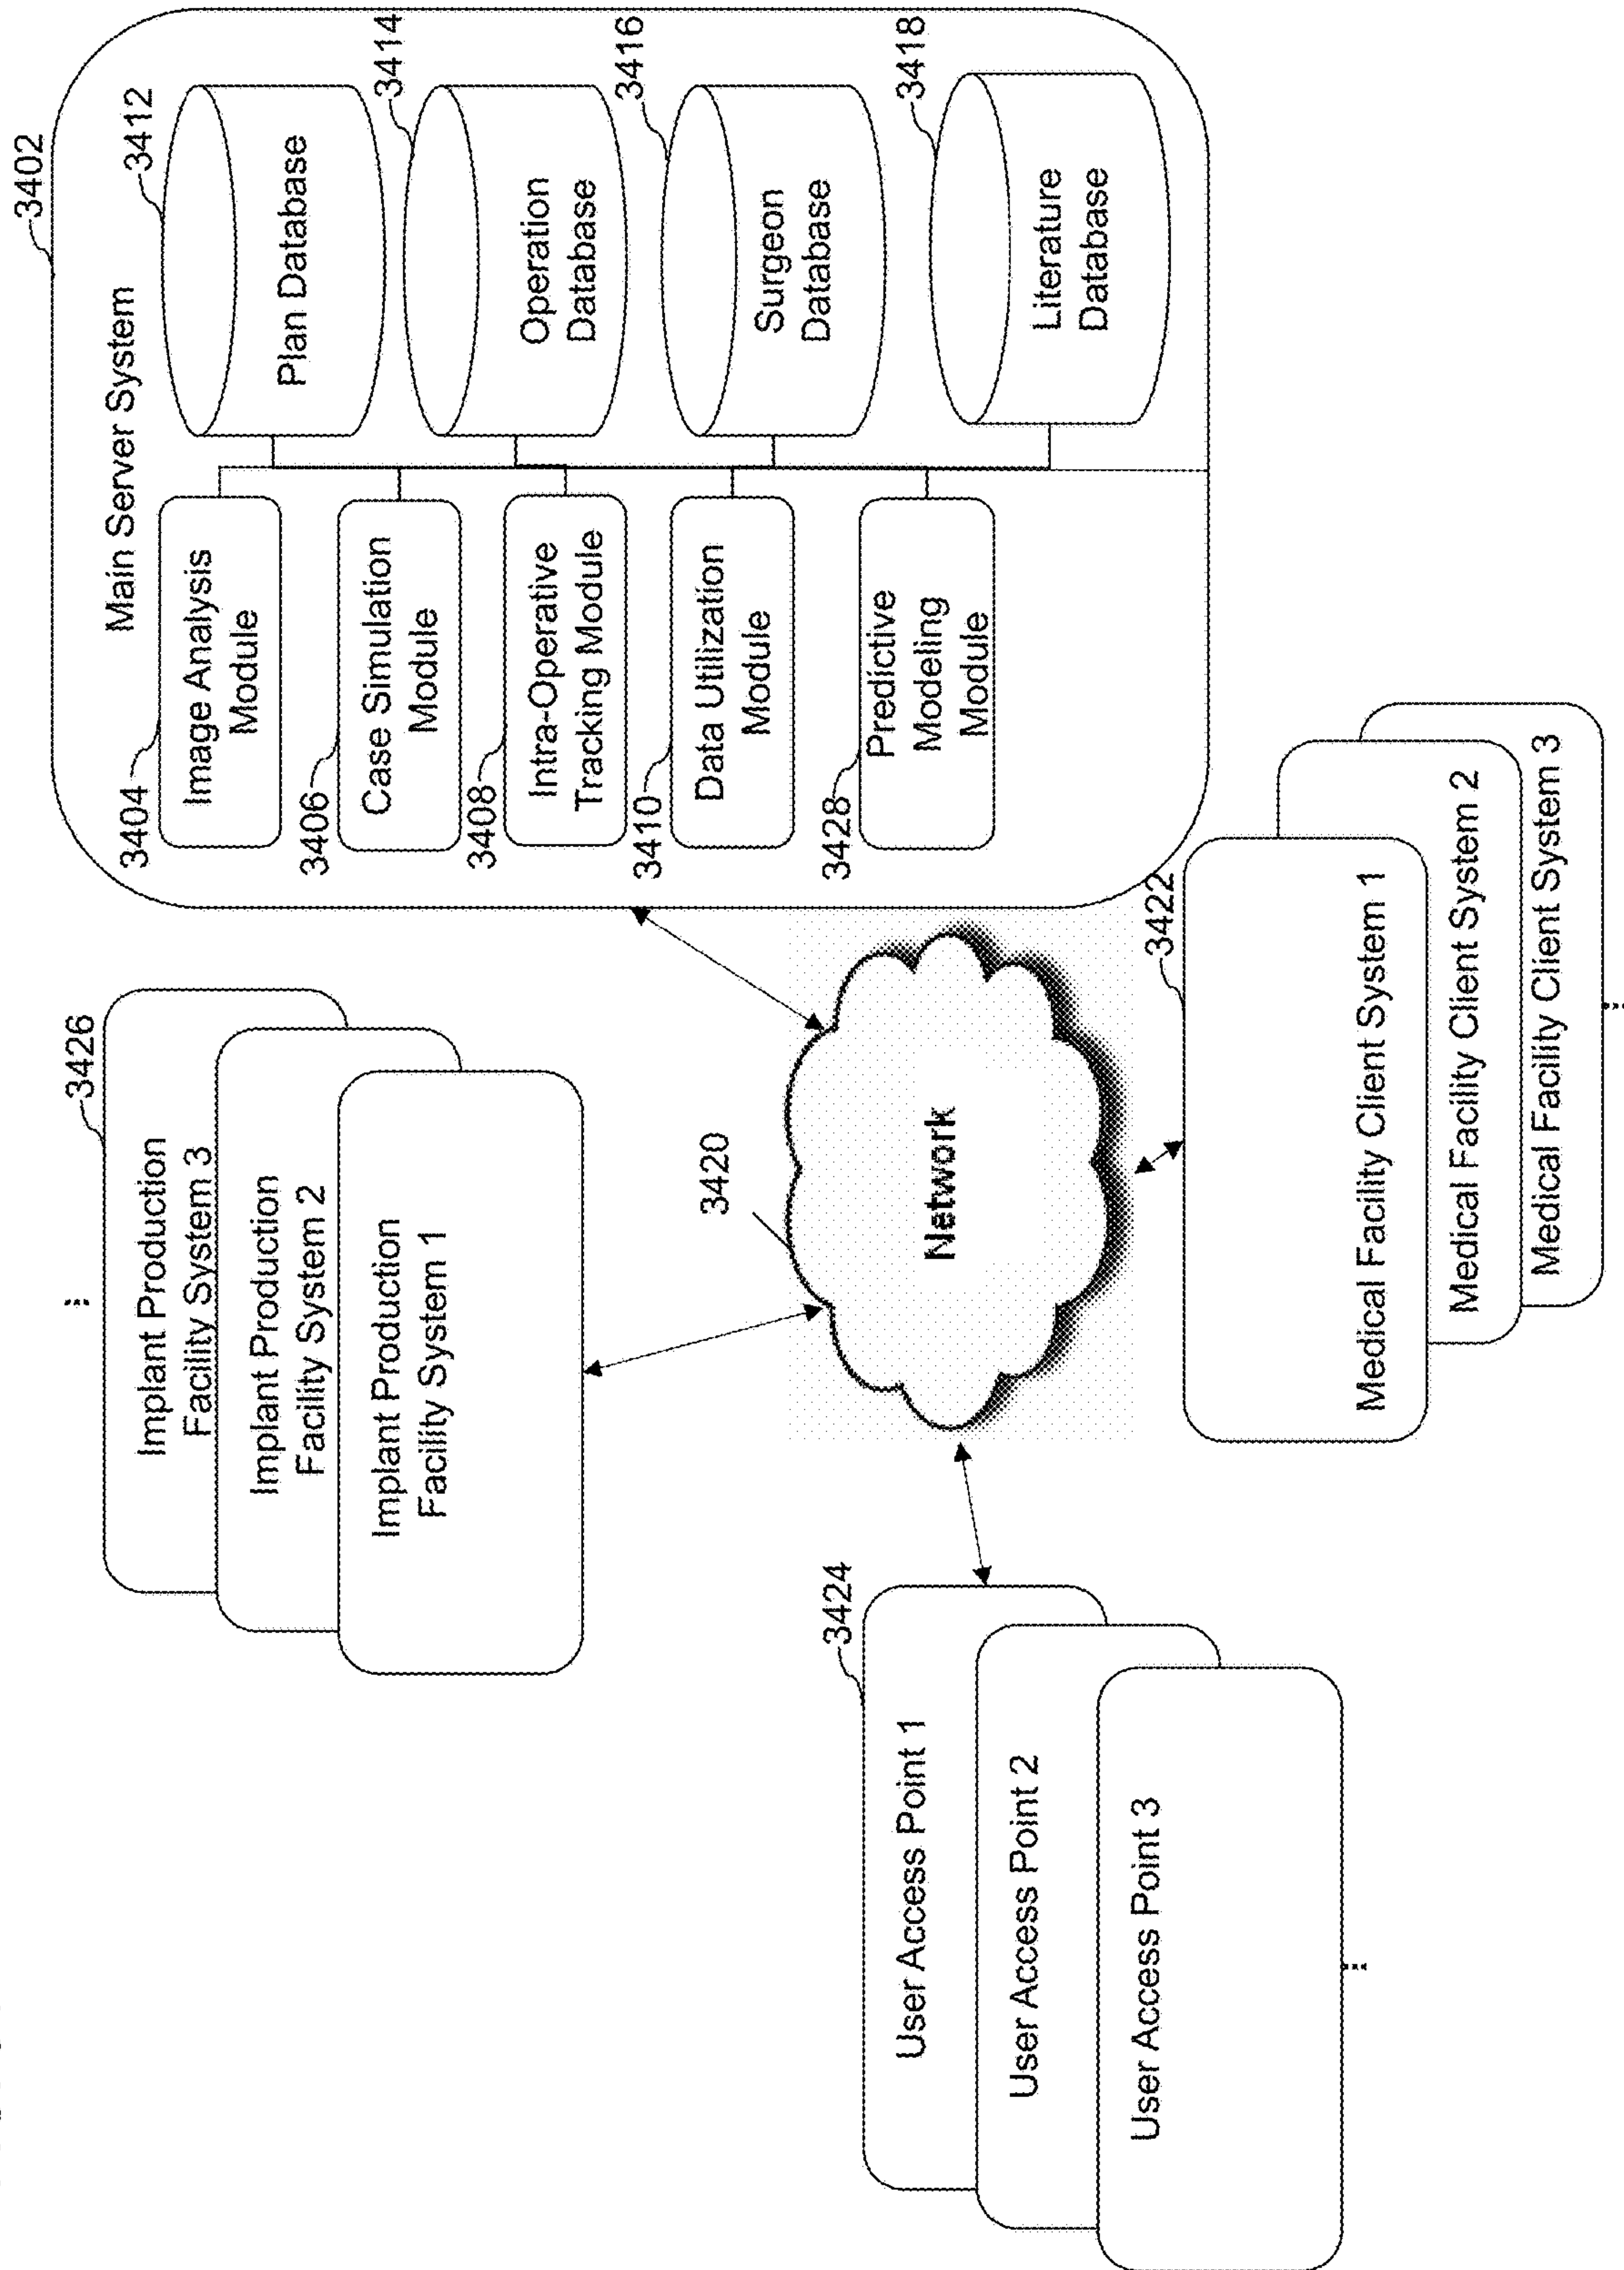 3402
Main Server System
3404
Image Analysis
Module
3406
Case Simulation
Module
3408
Intra-Operative
Tracking Module
3410
Data Utilization
Module
3428
Predictive
Modeling
Module
3412
Plan Database
3414
Operation
Database
3416
Surgeon
Database
3418
Literature
Database
3426
Implant Production
Facility System 3
Implant Production
Facility System 2
Implant Production
Facility System 1
3420
Network
3422
Medical Facility Client System 1
Medical Facility Client System 2
Medical Facility Client System 3
3424
User Access Point 1
User Access Point 2
User Access Point 3